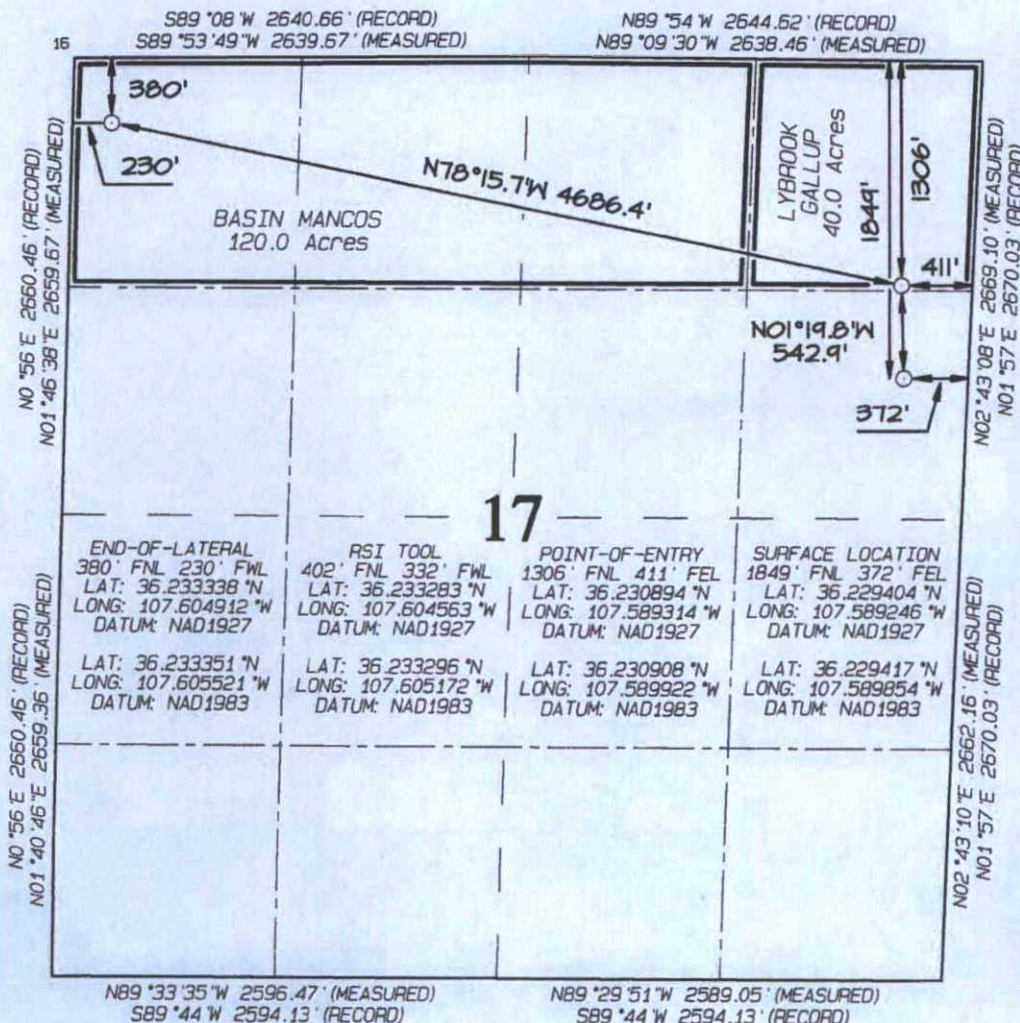 S89°08'W 2640.66' (RECORD)
S89°53'49"W 2639.67' (MEASURED)
N89°54'W 2644.62' (RECORD)
N89°09'30"W 2638.46' (MEASURED)
16
380'
230'
N78°15.7'W 4686.4'
BASIN MANCOS
120.0 Acres
LYBROOK
GALLUP
40.0 Acres
1849'
1306'
411'
N01°19.8'W
542.9'
372'
N0°56'E 2660.46' (RECORD)
N01°46'38"E 2659.67' (MEASURED)
N02°43'08"E 2669.10' (MEASURED)
N01°57'E 2670.03' (RECORD)
17
END-OF-LATERAL
380' FNL 230' FWL
LAT: 36.233338°N
LONG: 107.604912°W
DATUM: NAD1927
LAT: 36.233351°N
LONG: 107.605521°W
DATUM: NAD1983
RSI TOOL
402' FNL 332' FWL
LAT: 36.233283°N
LONG: 107.604563°W
DATUM: NAD1927
LAT: 36.233296°N
LONG: 107.605172°W
DATUM: NAD1983
POINT-OF-ENTRY
1306' FNL 411' FEL
LAT: 36.230894°N
LONG: 107.589314°W
DATUM: NAD1927
LAT: 36.230908°N
LONG: 107.589922°W
DATUM: NAD1983
SURFACE LOCATION
1849' FNL 372' FEL
LAT: 36.229404°N
LONG: 107.589246°W
DATUM: NAD1927
LAT: 36.229417°N
LONG: 107.589854°W
DATUM: NAD1983
N0°56'E 2660.46' (RECORD)
N01°40'46"E 2659.36' (MEASURED)
N02°43'10"E 2662.16' (MEASURED)
N01°57'E 2670.03' (RECORD)
N89°33'35"W 2596.47' (MEASURED)
S89°44'W 2594.13' (RECORD)
N89°29'51"W 2589.05' (MEASURED)
S89°44'W 2594.13' (RECORD)